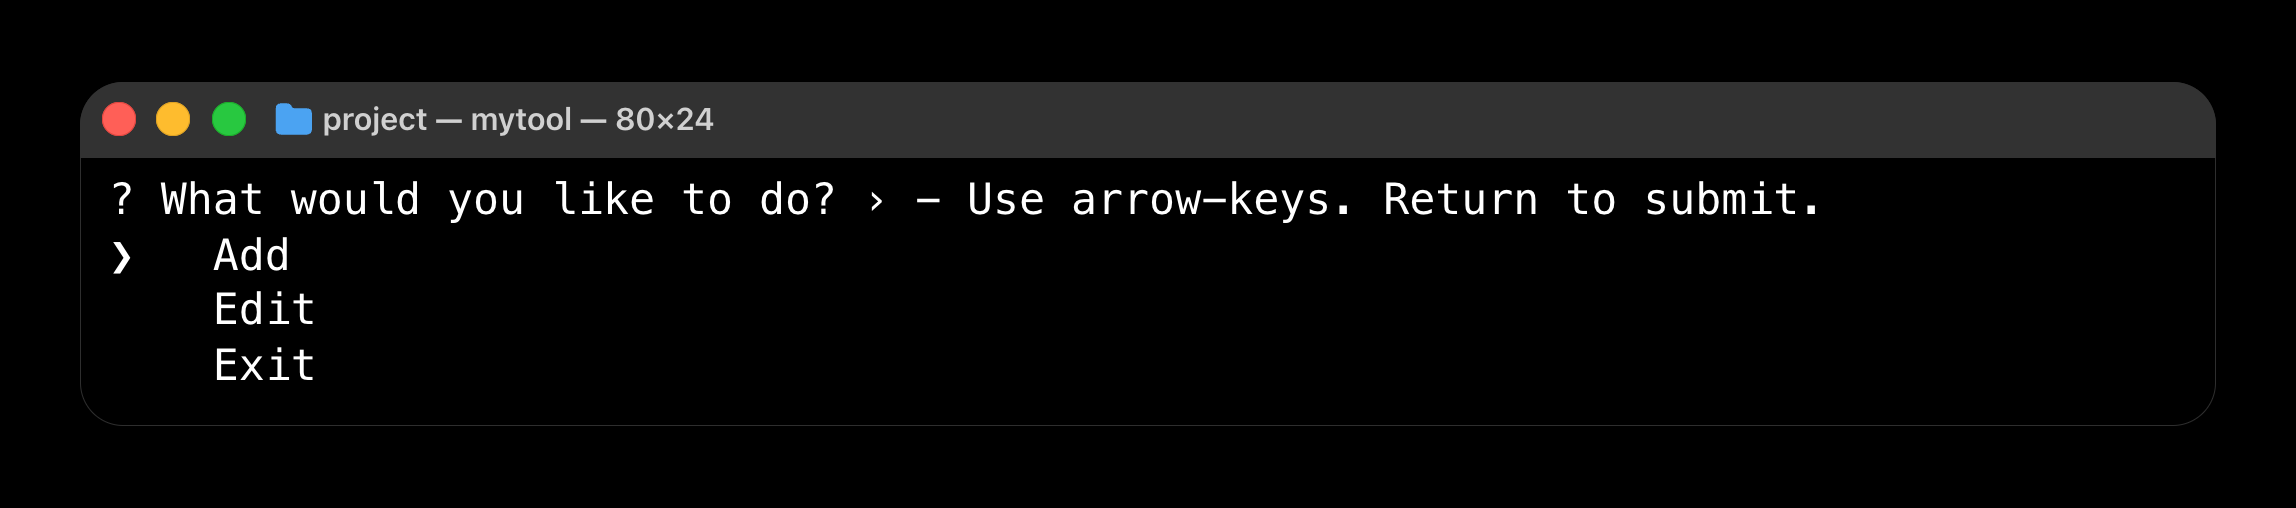 project — mytool — 80×24
? What would you like to do? › - Use arrow-keys. Return to submit.
❯   Add
    Edit
    Exit